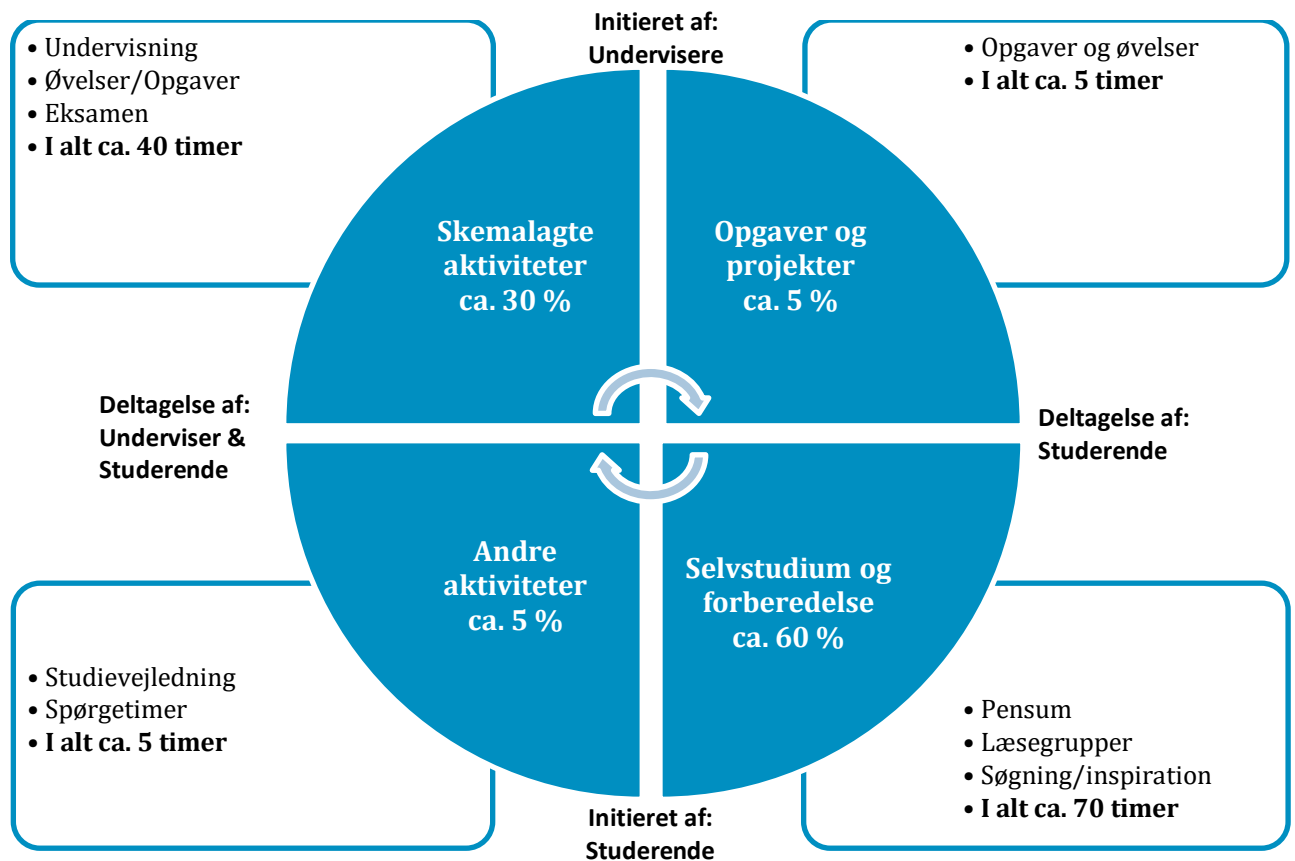 Initieret af:
Undervisere
• Undervisning
• Øvelser/Opgaver
• Eksamen
• I alt ca. 40 timer
• Opgaver og øvelser
• I alt ca. 5 timer
Skemalagte
aktiviteter
ca. 30 %
Opgaver og
projekter
ca. 5 %
Deltagelse af:
Underviser &
Studerende
Deltagelse af:
Studerende
Andre
aktiviteter
ca. 5 %
Selvstudium og
forberedelse
ca. 60 %
• Studievejledning
• Spørgetimer
• I alt ca. 5 timer
• Pensum
• Læsegrupper
• Søgning/inspiration
• I alt ca. 70 timer
Initieret af:
Studerende